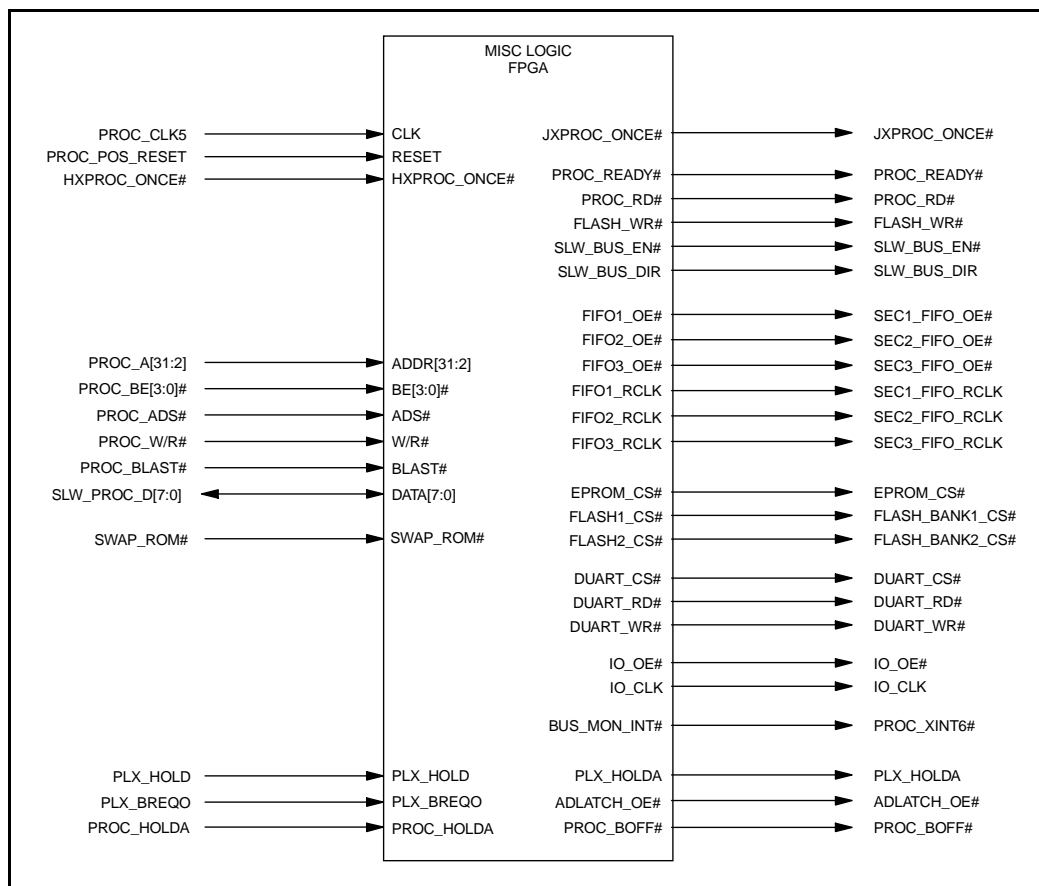 MISC LOGIC
FPGA
PROC_CLK5 CLK JXPROC_ONCE# JXPROC_ONCE#
PROC_POS_RESET RESET
HXPROC_ONCE# HXPROC_ONCE#
PROC_READY# PROC_READY#
PROC_RD# PROC_RD#
FLASH_WR# FLASH_WR#
SLW_BUS_EN# SLW_BUS_EN#
SLW_BUS_DIR SLW_BUS_DIR
FIFO1_OE# SEC1_FIFO_OE#
FIFO2_OE# SEC2_FIFO_OE#
PROC_A[31:2] ADDR[31:2] FIFO3_OE# SEC3_FIFO_OE#
PROC_BE[3:0]# BE[3:0]# FIFO1_RCLK SEC1_FIFO_RCLK
PROC_ADS# ADS# FIFO2_RCLK SEC2_FIFO_RCLK
PROC_W/R# W/R# FIFO3_RCLK SEC3_FIFO_RCLK
PROC_BLAST# BLAST#
SLW_PROC_D[7:0] DATA[7:0] EPROM_CS# EPROM_CS#
FLASH1_CS# FLASH_BANK1_CS#
SWAP_ROM# SWAP_ROM# FLASH2_CS# FLASH_BANK2_CS#
DUART_CS# DUART_CS#
DUART_RD# DUART_RD#
DUART_WR# DUART_WR#
IO_OE# IO_OE#
IO_CLK IO_CLK
BUS_MON_INT# PROC_XINT6#
PLX_HOLD PLX_HOLD PLX_HOLDA PLX_HOLDA
PLX_BREQO PLX_BREQO ADLATCH_OE# ADLATCH_OE#
PROC_HOLDA PROC_HOLDA PROC_BOFF# PROC_BOFF#